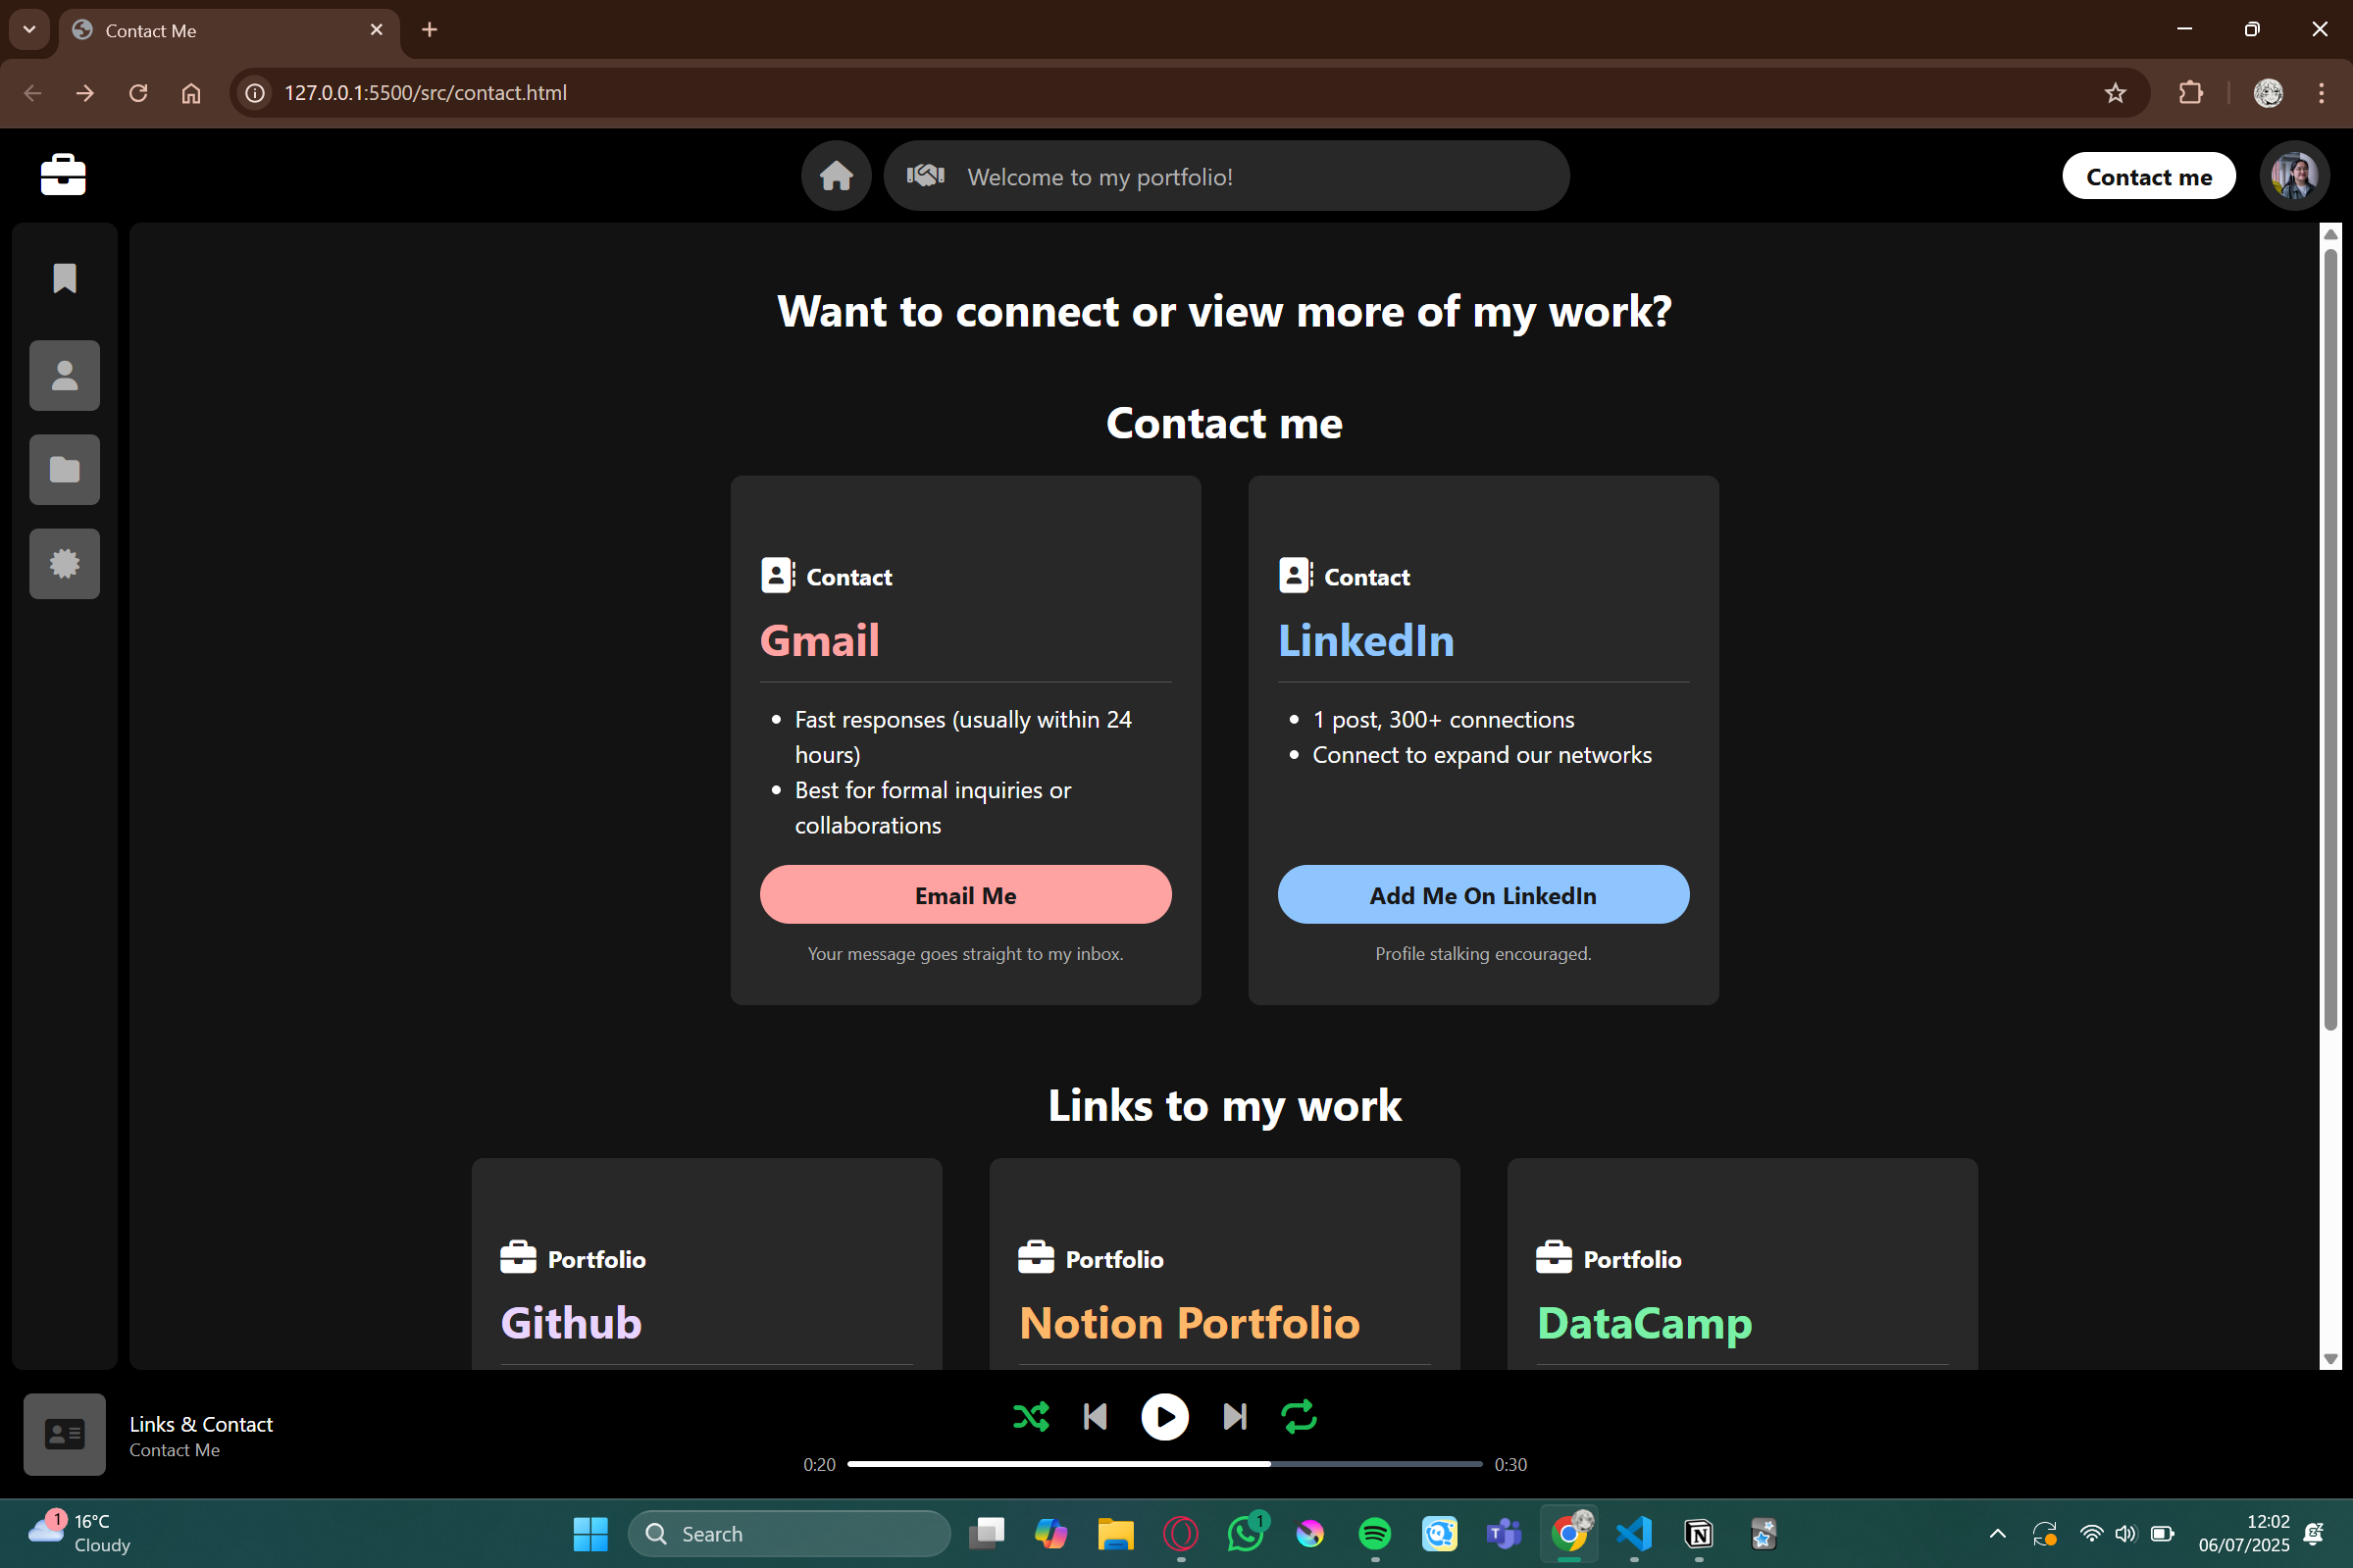 Contact Me
127.0.0.1:5500/src/contact.html
Welcome to my portfolio!
Contact me
Want to connect or view more of my work?
Contact me
Contact
Gmail
Fast responses (usually within 24
hours)
Best for formal inquiries or
collaborations
Email Me
Your message goes straight to my inbox.
Contact
LinkedIn
1 post, 300+ connections
Connect to expand our networks
Add Me On LinkedIn
Profile stalking encouraged.
Links to my work
Portfolio
Github
Portfolio
Notion Portfolio
Portfolio
DataCamp
Links & Contact
Contact Me
0:20
0:30
1
16°C
Cloudy
Search
1
12:02
06/07/2025